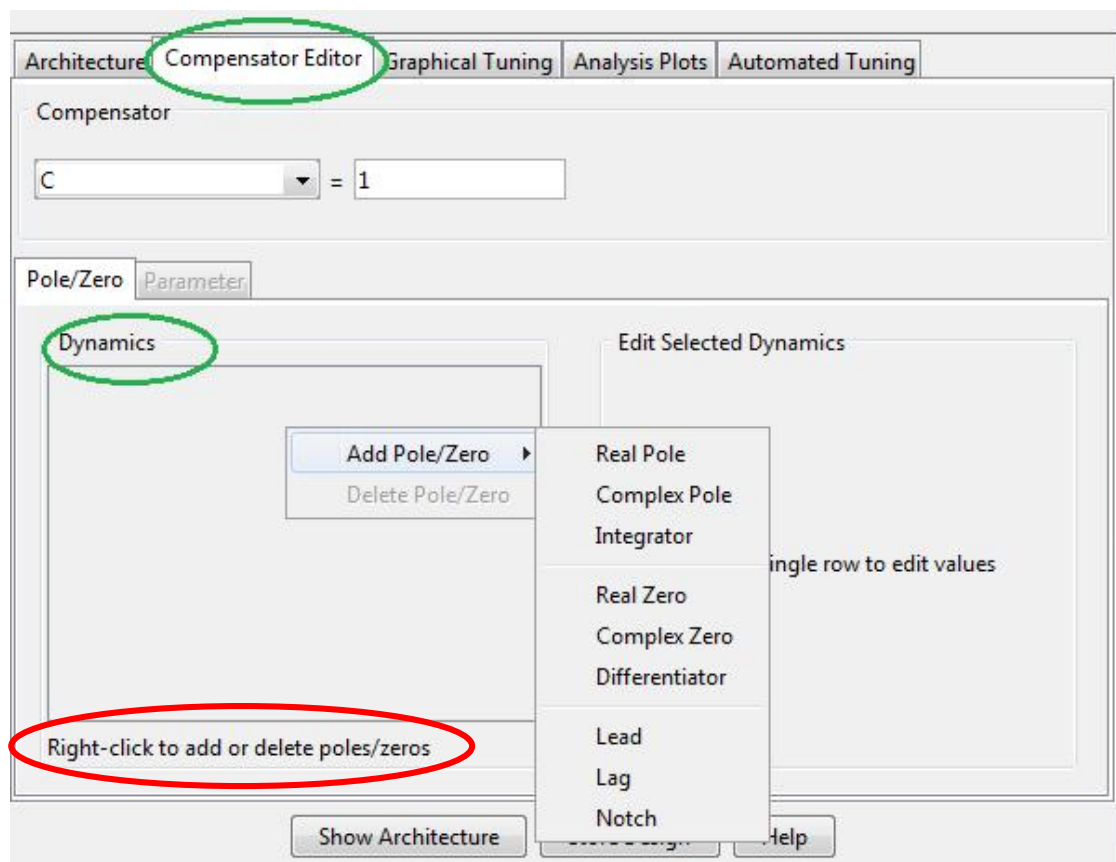 Architecture Compensator Editor Graphical Tuning Analysis Plots Automated Tuning
Compensator
C = 1
Pole/Zero Parameter
Dynamics Edit Selected Dynamics
Add Pole/Zero Real Pole
Delete Pole/Zero Complex Pole
Integrator
ingle row to edit values
Real Zero
Complex Zero
Differentiator
Lead
Right-click to add or delete poles/zeros
Lag
Notch
Show Architecture Help